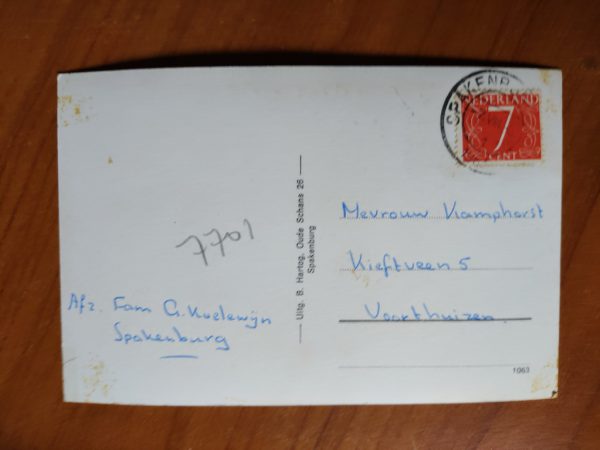 SPAKENB
NEDERLAND
7
CENT
7701
Afz. Fam G. Koelewijn
Spakenburg
Uitg. B. Hartog, Oude Schans 26
Spakenburg
Mevrouw Kamphorst
Kieftveen 5
Voorthuizen.
1963